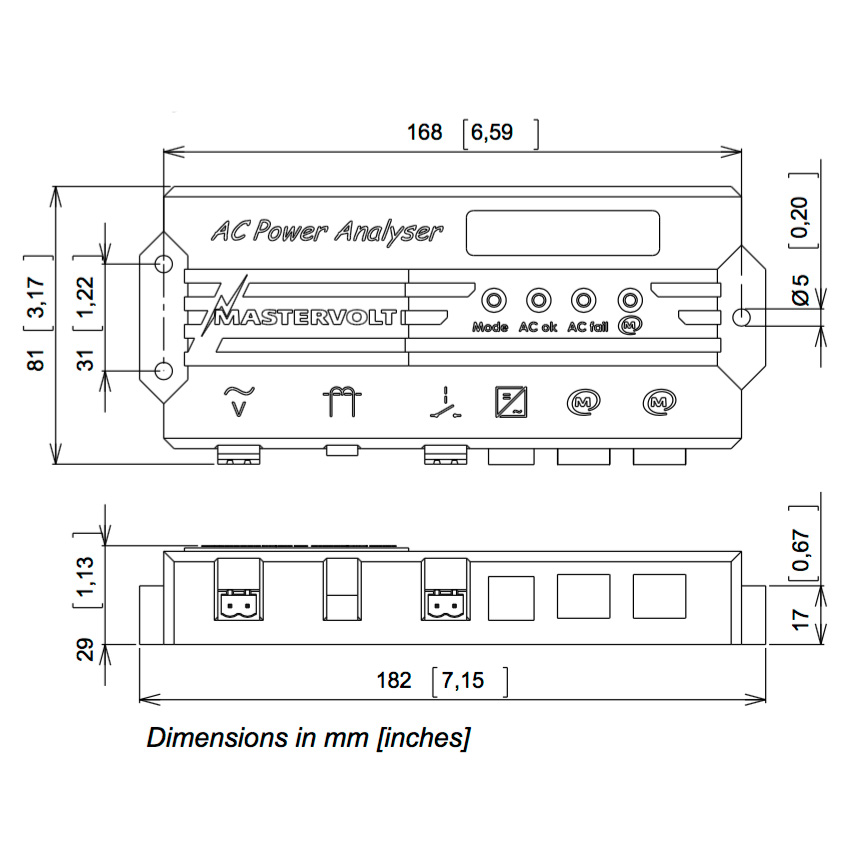 168 [6,59]
AC Power Analyser
MASTERVOLT
Mode AC ok AC fail M
V
M M
81 [3,17]
31 [1,22]
Ø 5 [0,20]
29 [1,13]
17 [0,67]
182 [7,15]
Dimensions in mm [inches]